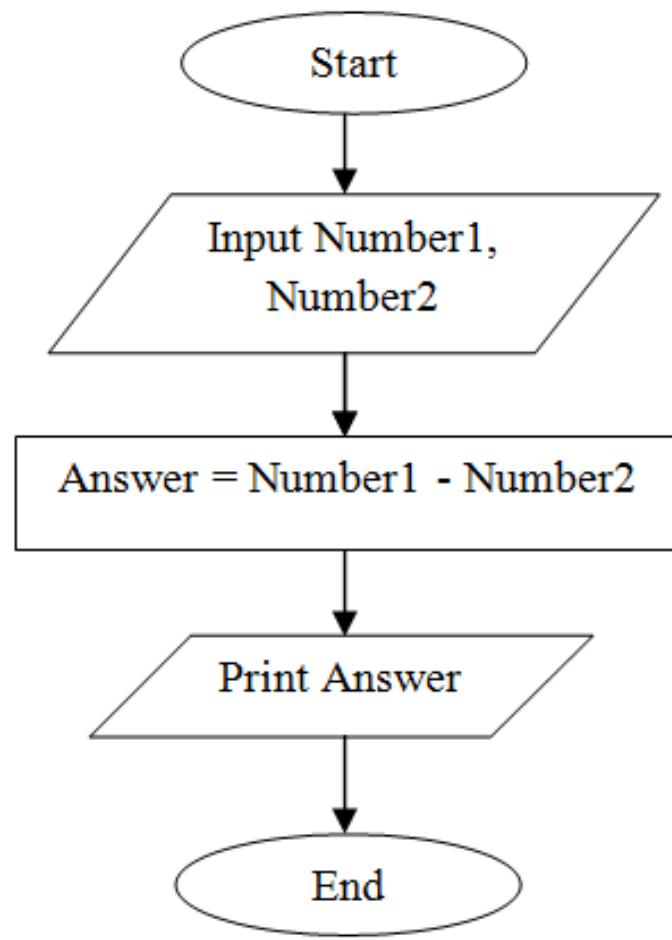 Start
Input Number1,
Number2
Answer = Number1 - Number2
Print Answer
End